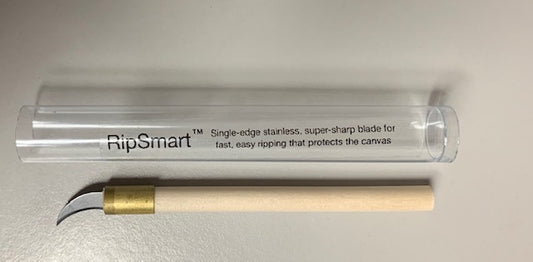 RipSmart™ Single-edge stainless, super-sharp blade for
fast, easy ripping that protects the canvas